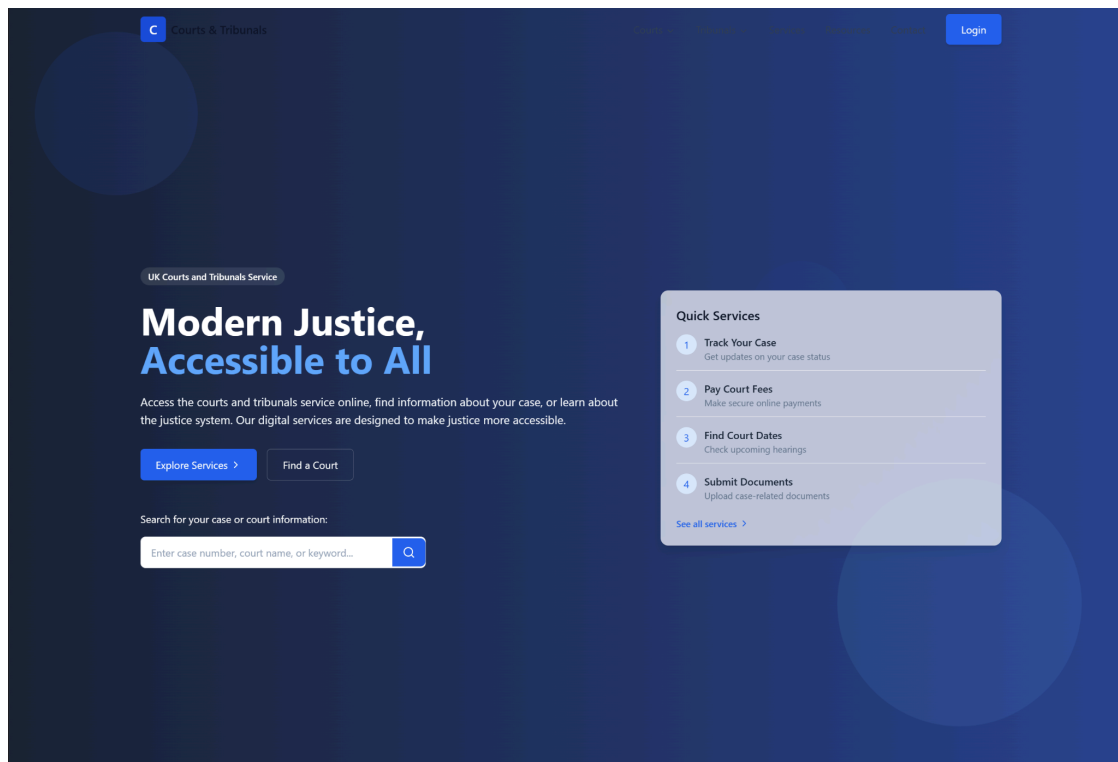 C Courts & Tribunals
Courts
Login
UK Courts and Tribunals Service
Modern Justice,
Accessible to All
Access the courts and tribunals service online, find information about your case, or learn about
the justice system. Our digital services are designed to make justice more accessible.
Explore Services
Find a Court
Search for your case or court information:
Enter case number, court name, or keyword...
Quick Services
1 Track Your Case
Get updates on your case status
2 Pay Court Fees
Make secure online payments
3 Find Court Dates
Check upcoming hearings
4 Submit Documents
Upload case-related documents
See all services